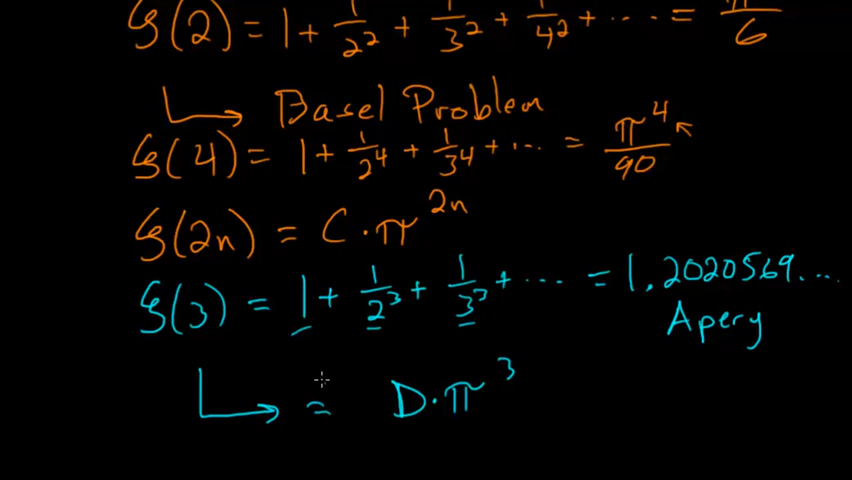 ζ(2) = 1 + 1/2² + 1/3² + 1/4² + ⋯ = π²/6
↳ Basel Problem
ζ(4) = 1 + 1/2⁴ + 1/3⁴ + ⋯ = π⁴/90
ζ(2n) = C · π²ⁿ
ζ(3) = 1 + 1/2³ + 1/3³ + ⋯ = 1.2020569...
Apery
↳ = D · π³